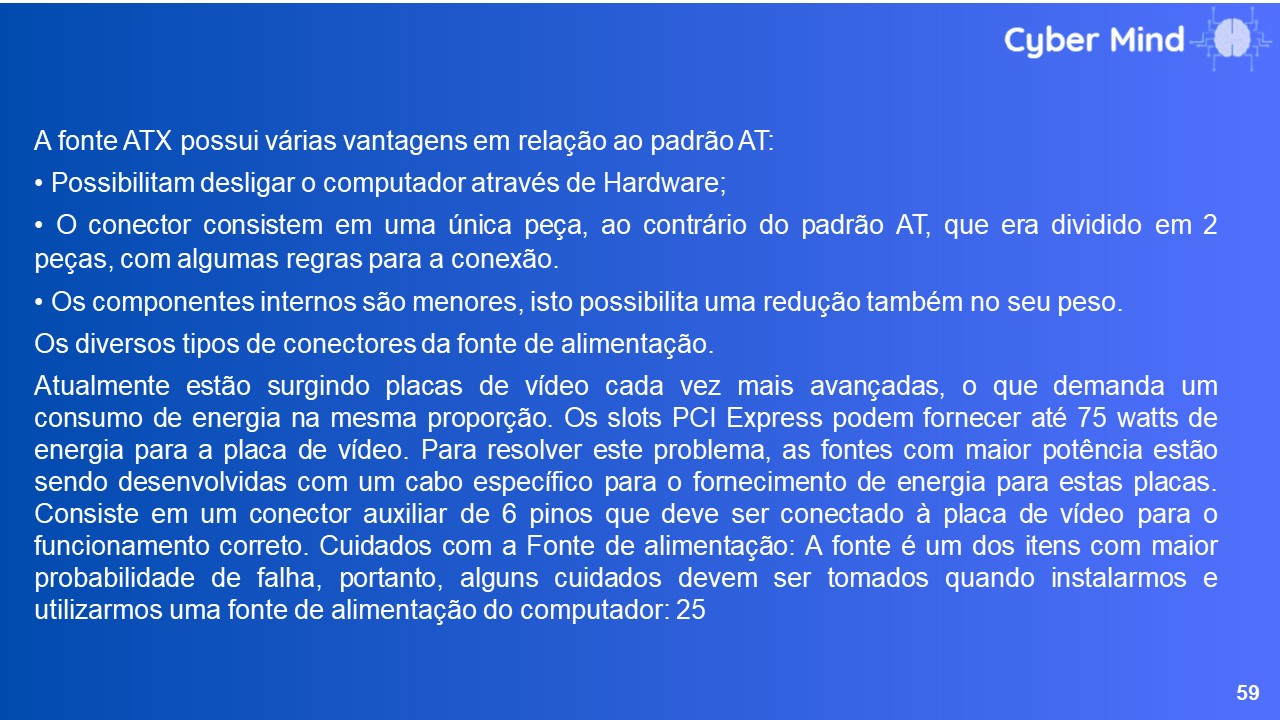 Cyber Mind
A fonte ATX possui várias vantagens em relação ao padrão AT:
• Possibilitam desligar o computador através de Hardware;
• O conector consistem em uma única peça, ao contrário do padrão AT, que era dividido em 2
peças, com algumas regras para a conexão.
• Os componentes internos são menores, isto possibilita uma redução também no seu peso.
Os diversos tipos de conectores da fonte de alimentação.
Atualmente estão surgindo placas de vídeo cada vez mais avançadas, o que demanda um
consumo de energia na mesma proporção. Os slots PCI Express podem fornecer até 75 watts de
energia para a placa de vídeo. Para resolver este problema, as fontes com maior potência estão
sendo desenvolvidas com um cabo específico para o fornecimento de energia para estas placas.
Consiste em um conector auxiliar de 6 pinos que deve ser conectado à placa de vídeo para o
funcionamento correto. Cuidados com a Fonte de alimentação: A fonte é um dos itens com maior
probabilidade de falha, portanto, alguns cuidados devem ser tomados quando instalarmos e
utilizarmos uma fonte de alimentação do computador: 25
59